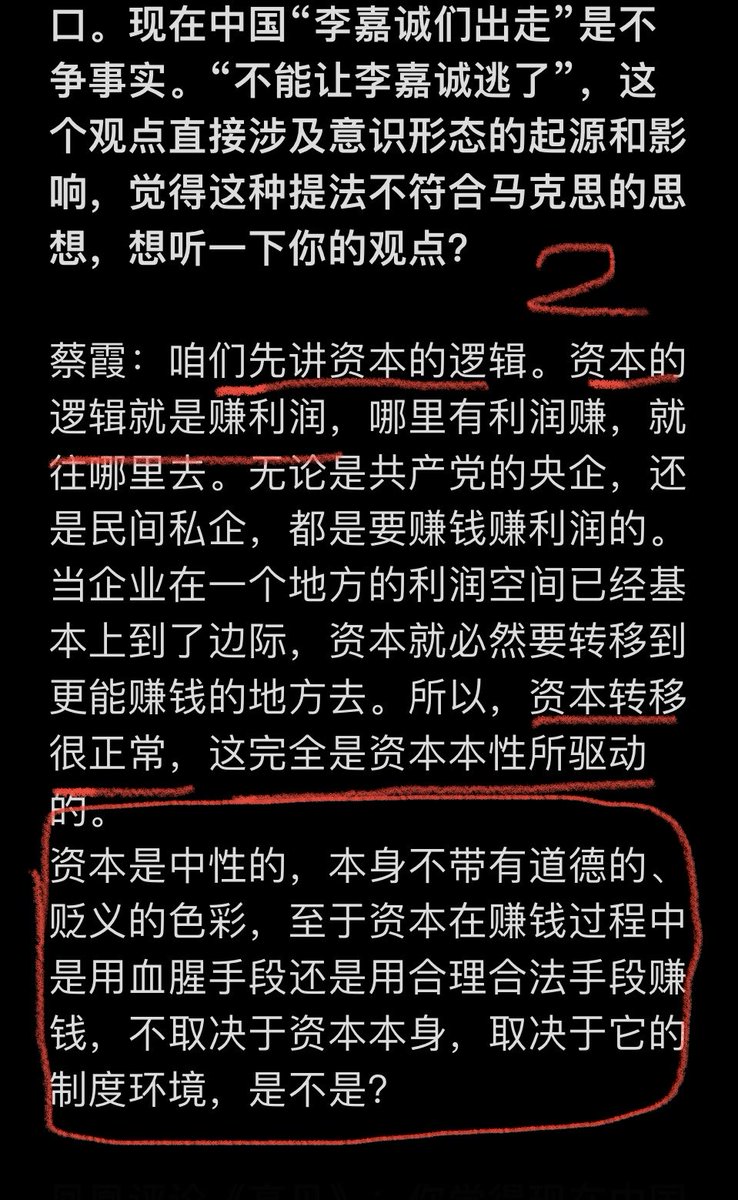 口。现在中国“李嘉诚们出走”是不
争事实。“不能让李嘉诚逃了”，这
个观点直接涉及意识形态的起源和影
响，觉得这种提法不符合马克思的思
想，想听一下你的观点？
2
蔡霞：咱们先讲资本的逻辑。资本的
逻辑就是赚利润，哪里有利润赚，就
往哪里去。无论是共产党的央企，还
是民间私企，都是要赚钱赚利润的。
当企业在一个地方的利润空间已经基
本上到了边际，资本就必然要转移到
更能赚钱的地方去。所以，资本转移
很正常，这完全是资本本性所驱动
的。
资本是中性的，本身不带有道德的、
贬义的色彩，至于资本在赚钱过程中
是用血腥手段还是用合理合法手段赚
钱，不取决于资本本身，取决于它的
制度环境，是不是？